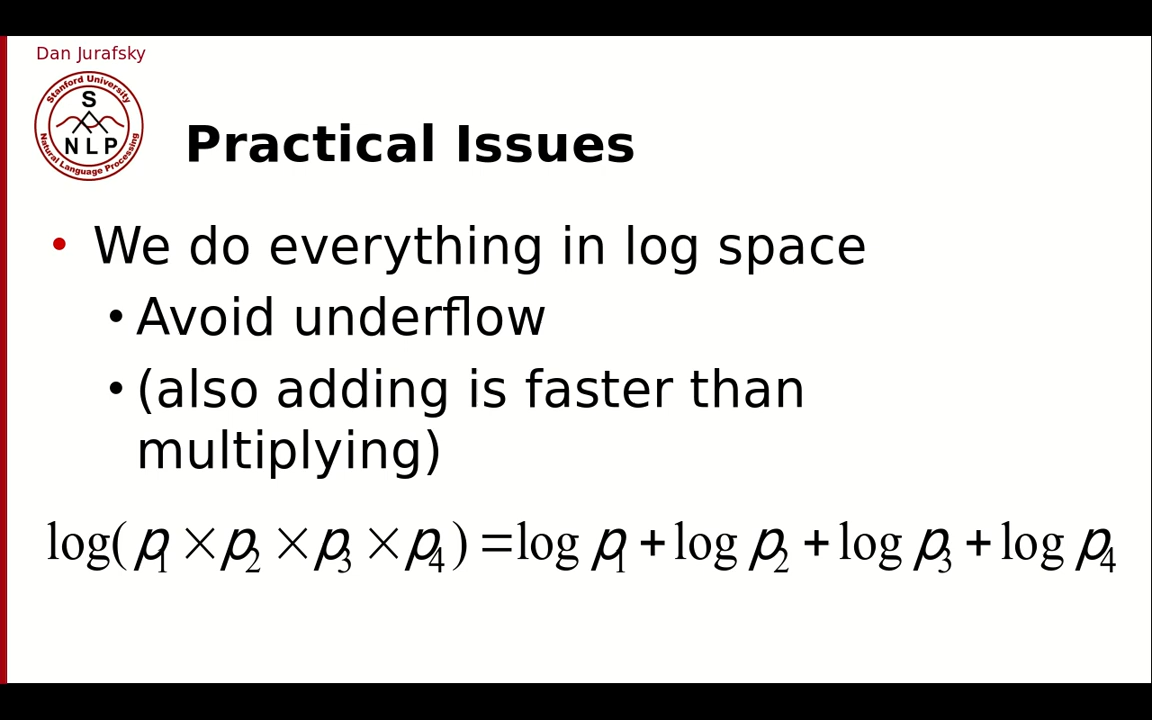 Dan Jurafsky
Stanford University
S
NLP
Natural Language Processing
Practical Issues
• We do everything in log space
• Avoid underflow
• (also adding is faster than
multiplying)
log( p₁ × p₂ × p₃ × p₄ ) = log p₁ + log p₂ + log p₃ + log p₄